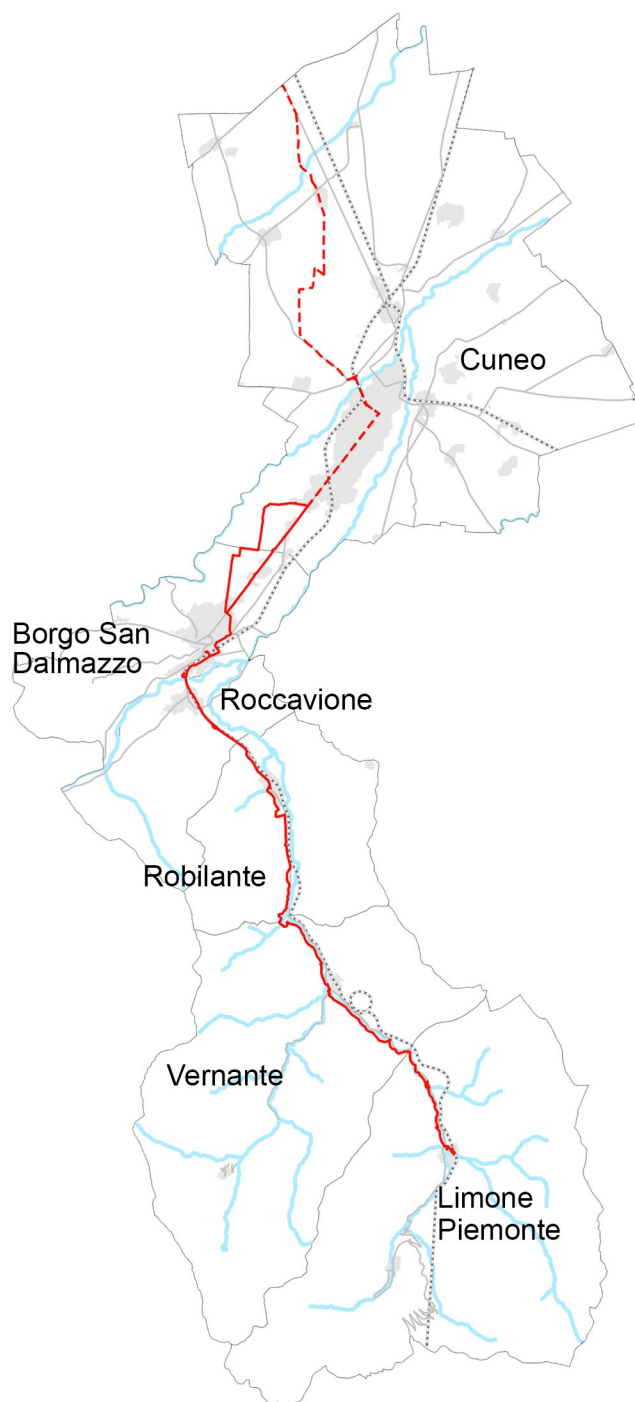 Cuneo
Borgo San
Dalmazzo
Roccavione
Robilante
Vernante
Limone
Piemonte